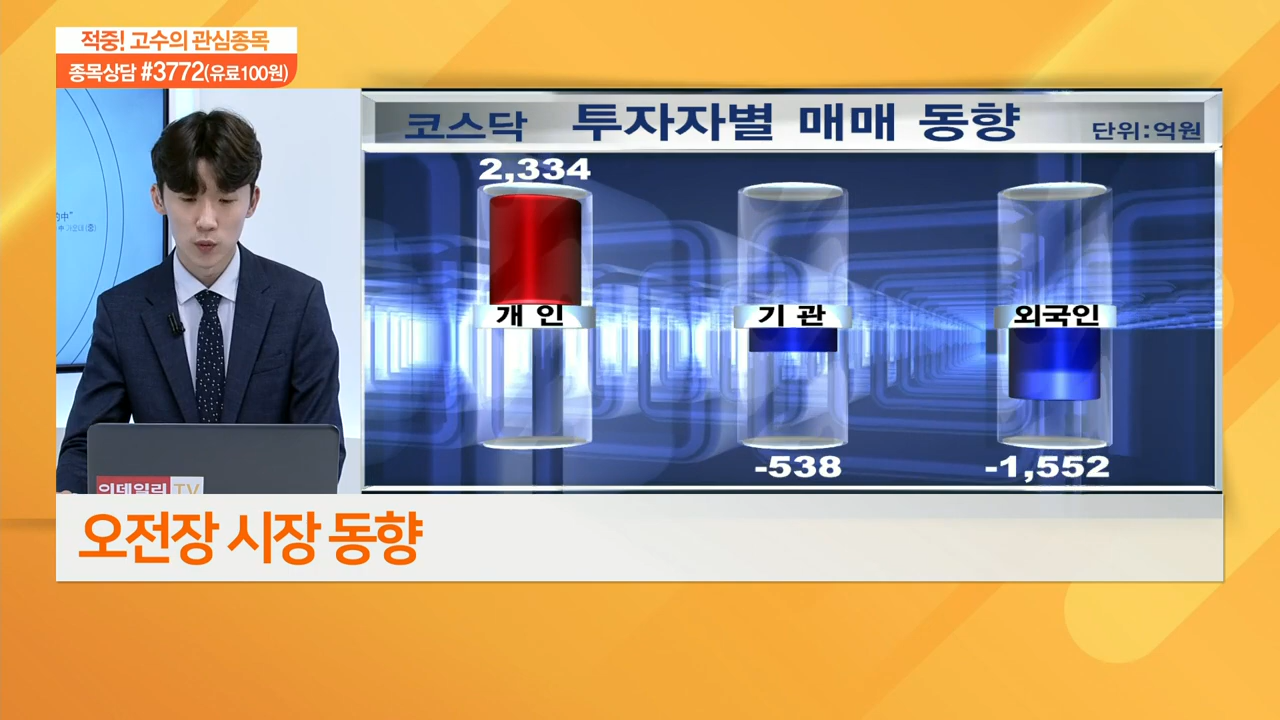 적중! 고수의 관심종목
종목상담 #3772(유료100원)
코스닥 투자자별 매매 동향 단위:억원
2,334
개인 기관 외국인
-538 -1,552
이데일리 TV
오전장 시장 동향